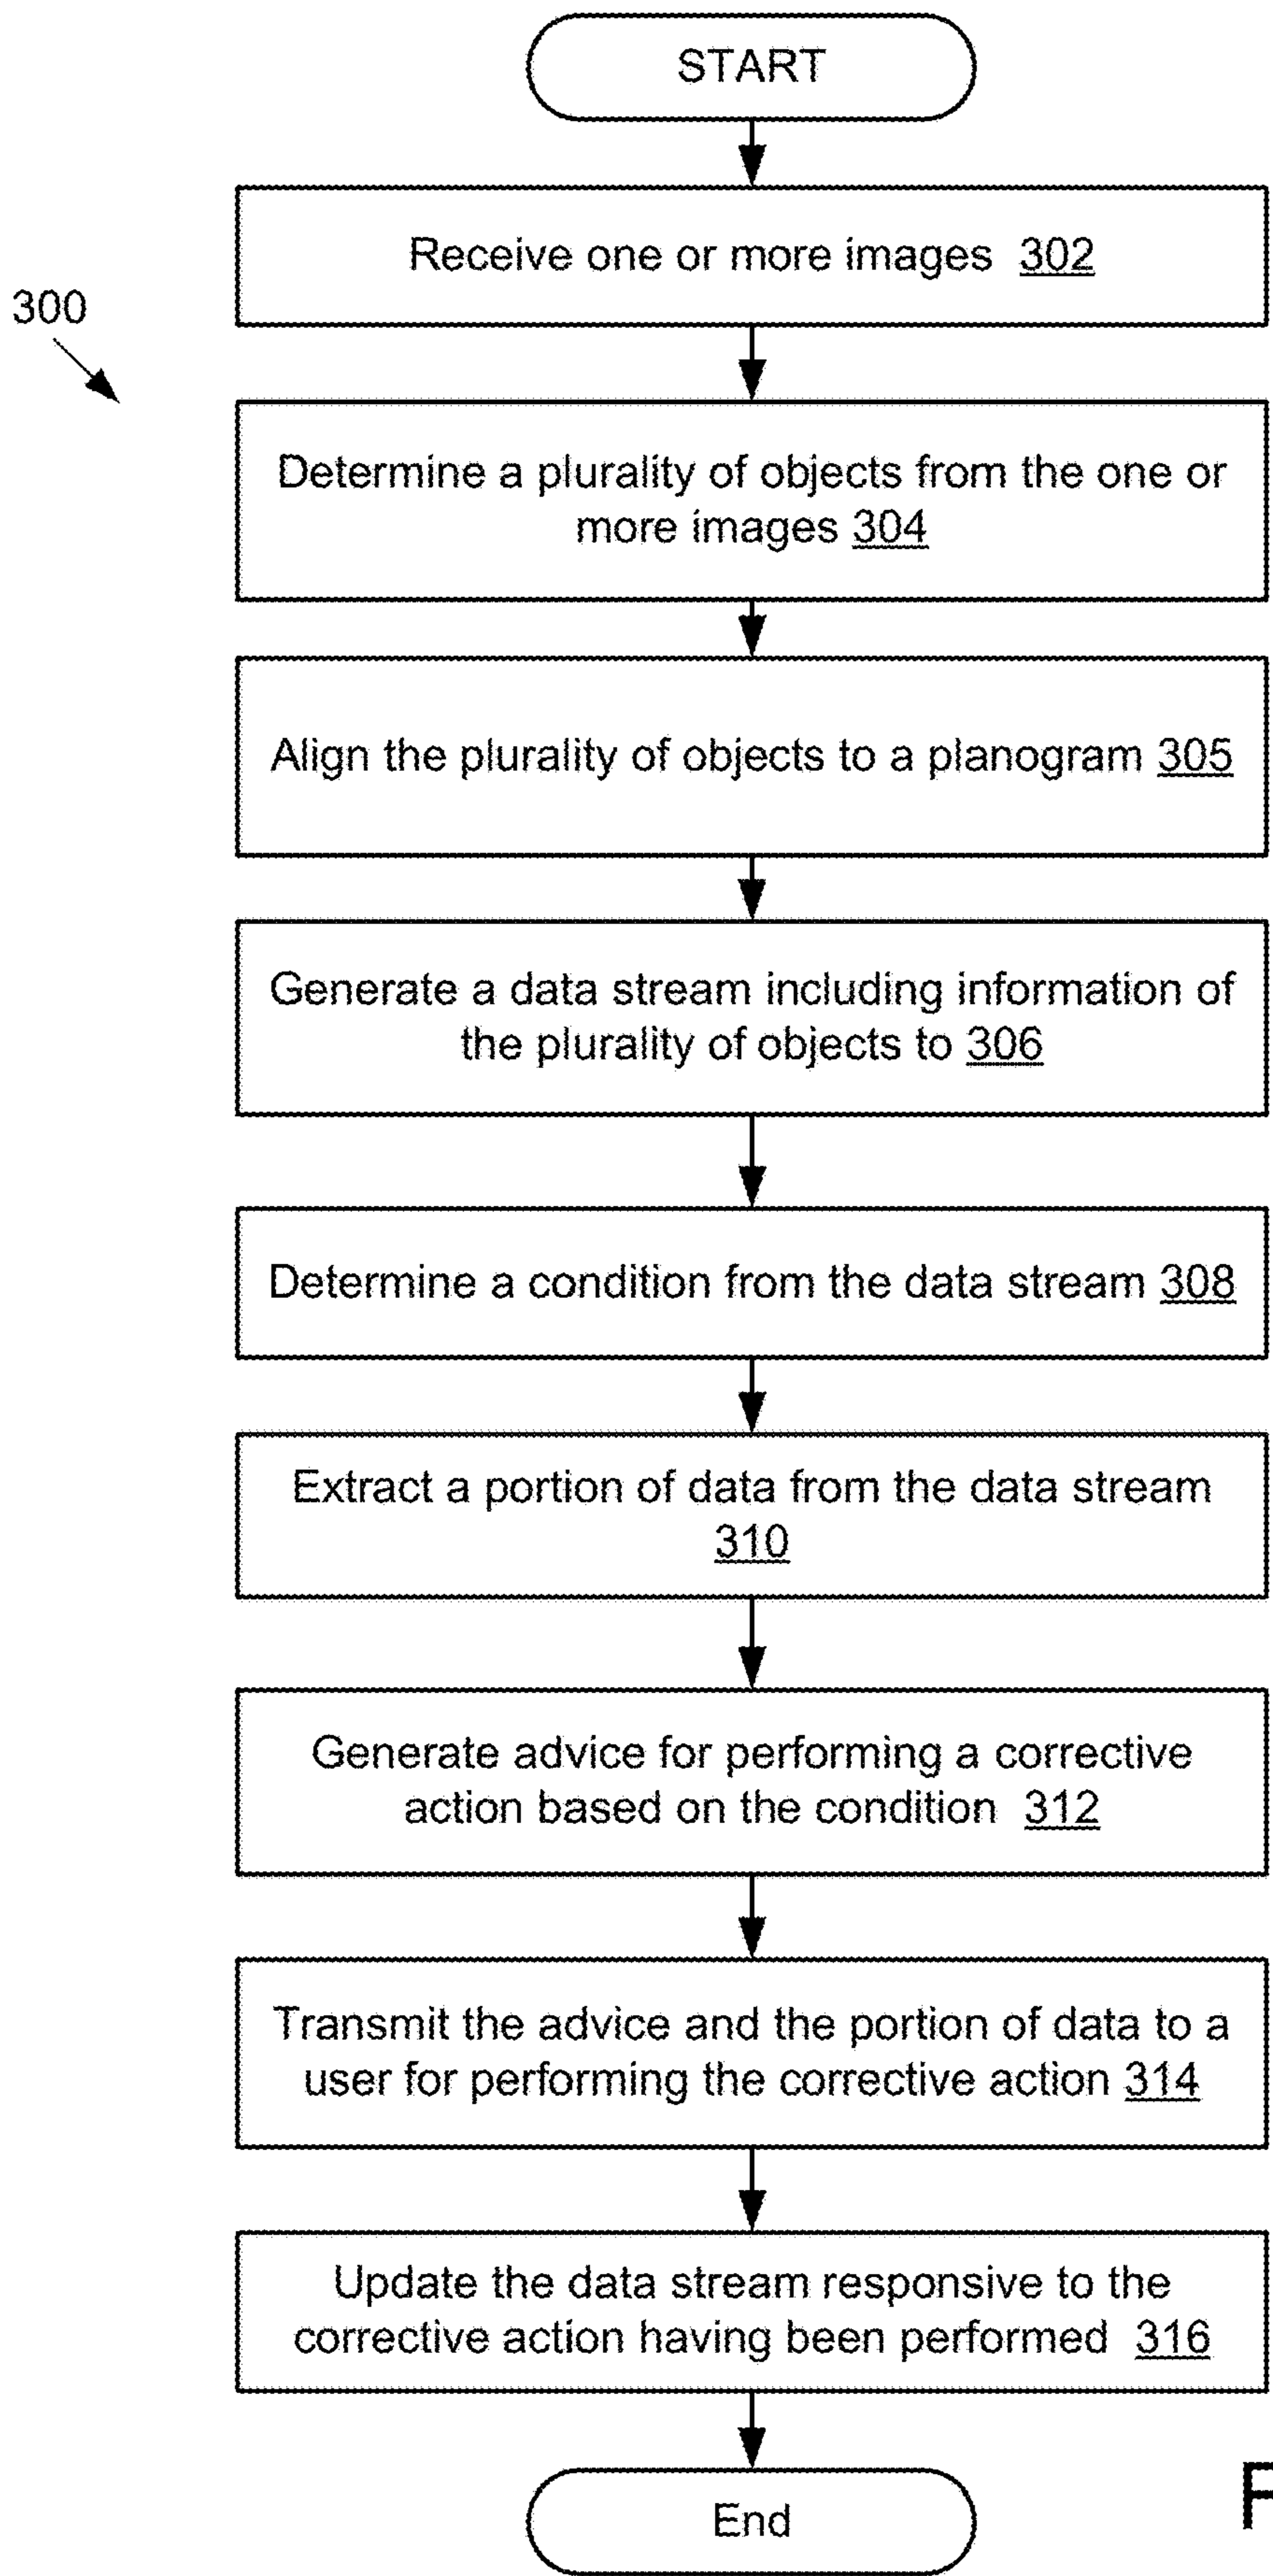 START
Receive one or more images 302
300
Determine a plurality of objects from the one or
more images 304
Align the plurality of objects to a planogram 305
Generate a data stream including information of
the plurality of objects to 306
Determine a condition from the data stream 308
Extract a portion of data from the data stream
310
Generate advice for performing a corrective
action based on the condition 312
Transmit the advice and the portion of data to a
user for performing the corrective action 314
Update the data stream responsive to the
corrective action having been performed 316
End
F